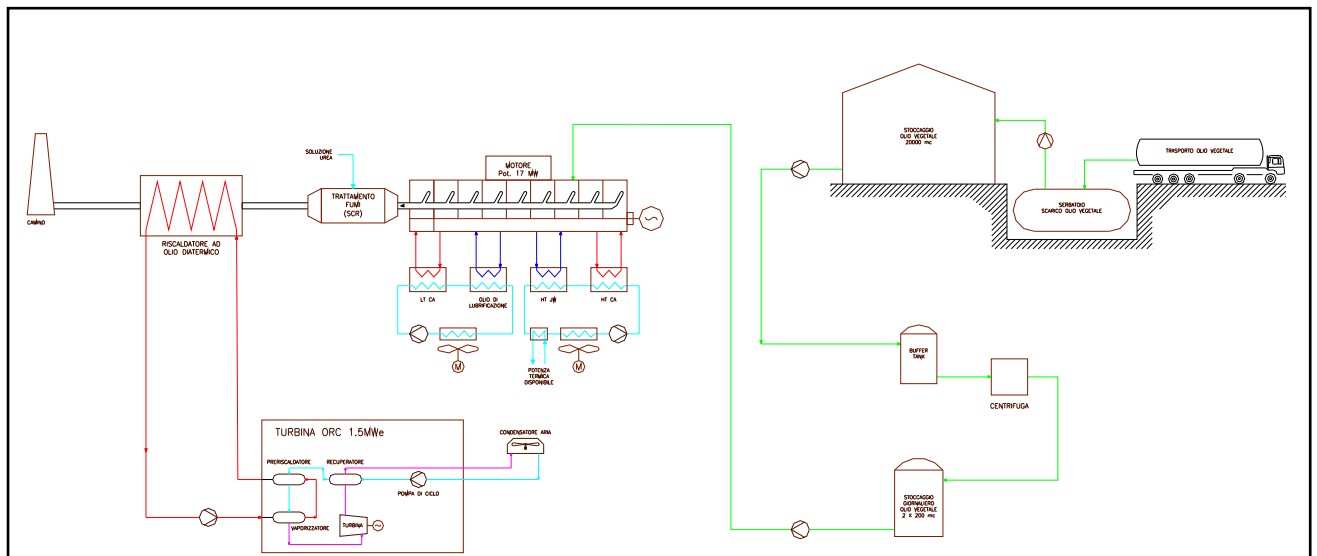 STOCCAGGIO
OLIO VEGETALE
20000 mc
TRASPORTO OLIO VEGETALE
SERBATOIO
SCARICO OLIO VEGETALE
SOLUZIONE
UREA
MOTORE
Pot. 17 MW
TRATTAMENTO
FUMI
(SCR)
CAMINO
RISCALDATORE AD
OLIO DIATERMICO
LT CA
OLIO DI
LUBRIFICAZIONE
HT JW
HT CA
M
M
POTENZA
TERMICA
DISPONIBILE
BUFFER
TANK
CENTRIFUGA
TURBINA ORC 1.5MWe
CONDENSATORE ARIA
PRERISCALDATORE
RECUPERATORE
POMPA DI CICLO
VAPORIZZATORE
TURBINA
STOCCAGGIO
GIORNALIERO
OLIO VEGETALE
2 X 200 mc